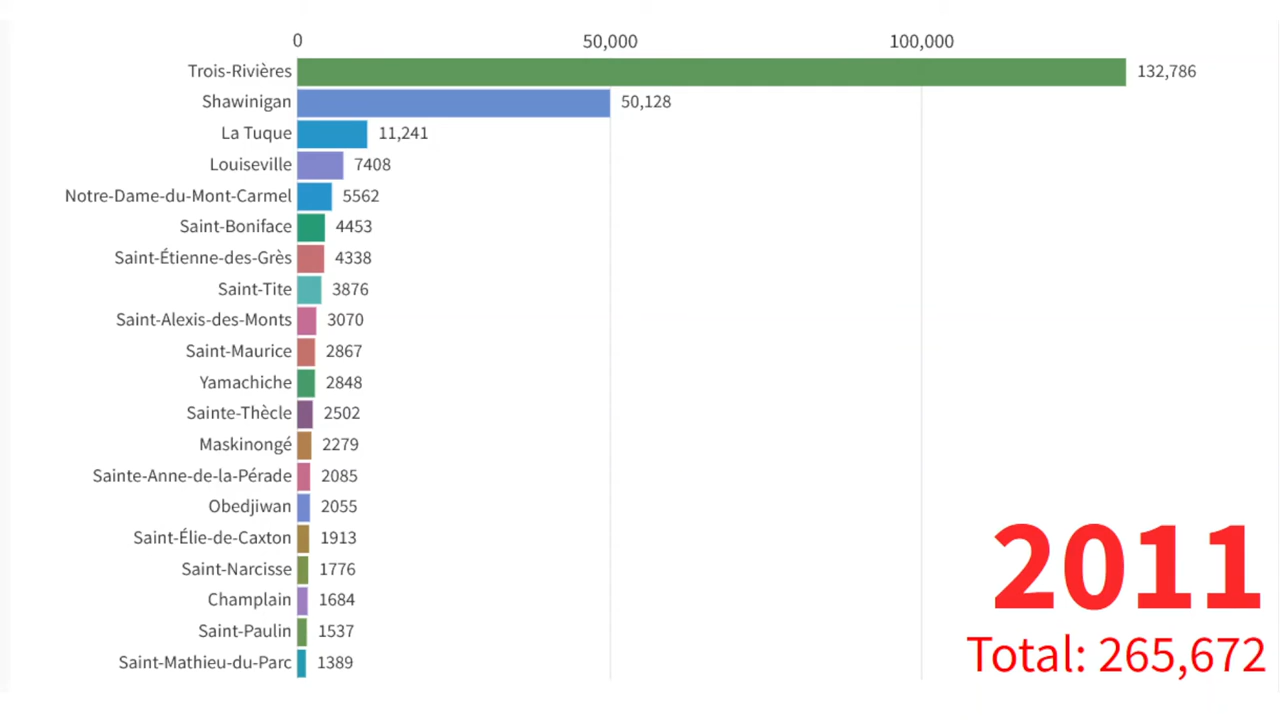 0 50,000 100,000
Trois-Rivières 132,786
Shawinigan 50,128
La Tuque 11,241
Louiseville 7408
Notre-Dame-du-Mont-Carmel 5562
Saint-Boniface 4453
Saint-Étienne-des-Grès 4338
Saint-Tite 3876
Saint-Alexis-des-Monts 3070
Saint-Maurice 2867
Yamachiche 2848
Sainte-Thècle 2502
Maskinongé 2279
Sainte-Anne-de-la-Pérade 2085
Obedjiwan 2055
Saint-Élie-de-Caxton 1913
Saint-Narcisse 1776
Champlain 1684
Saint-Paulin 1537
Saint-Mathieu-du-Parc 1389
2011
Total: 265,672